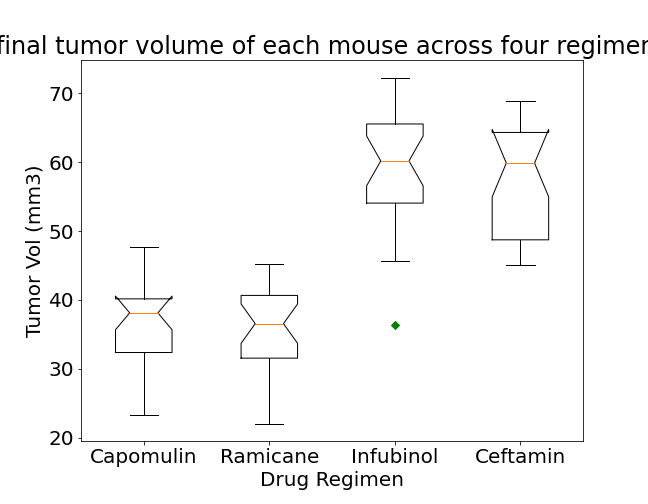 final tumor volume of each mouse across four regimen
70
60
50
40
30
20
Tumor Vol (mm3)
Capomulin Ramicane Infubinol Ceftamin
Drug Regimen